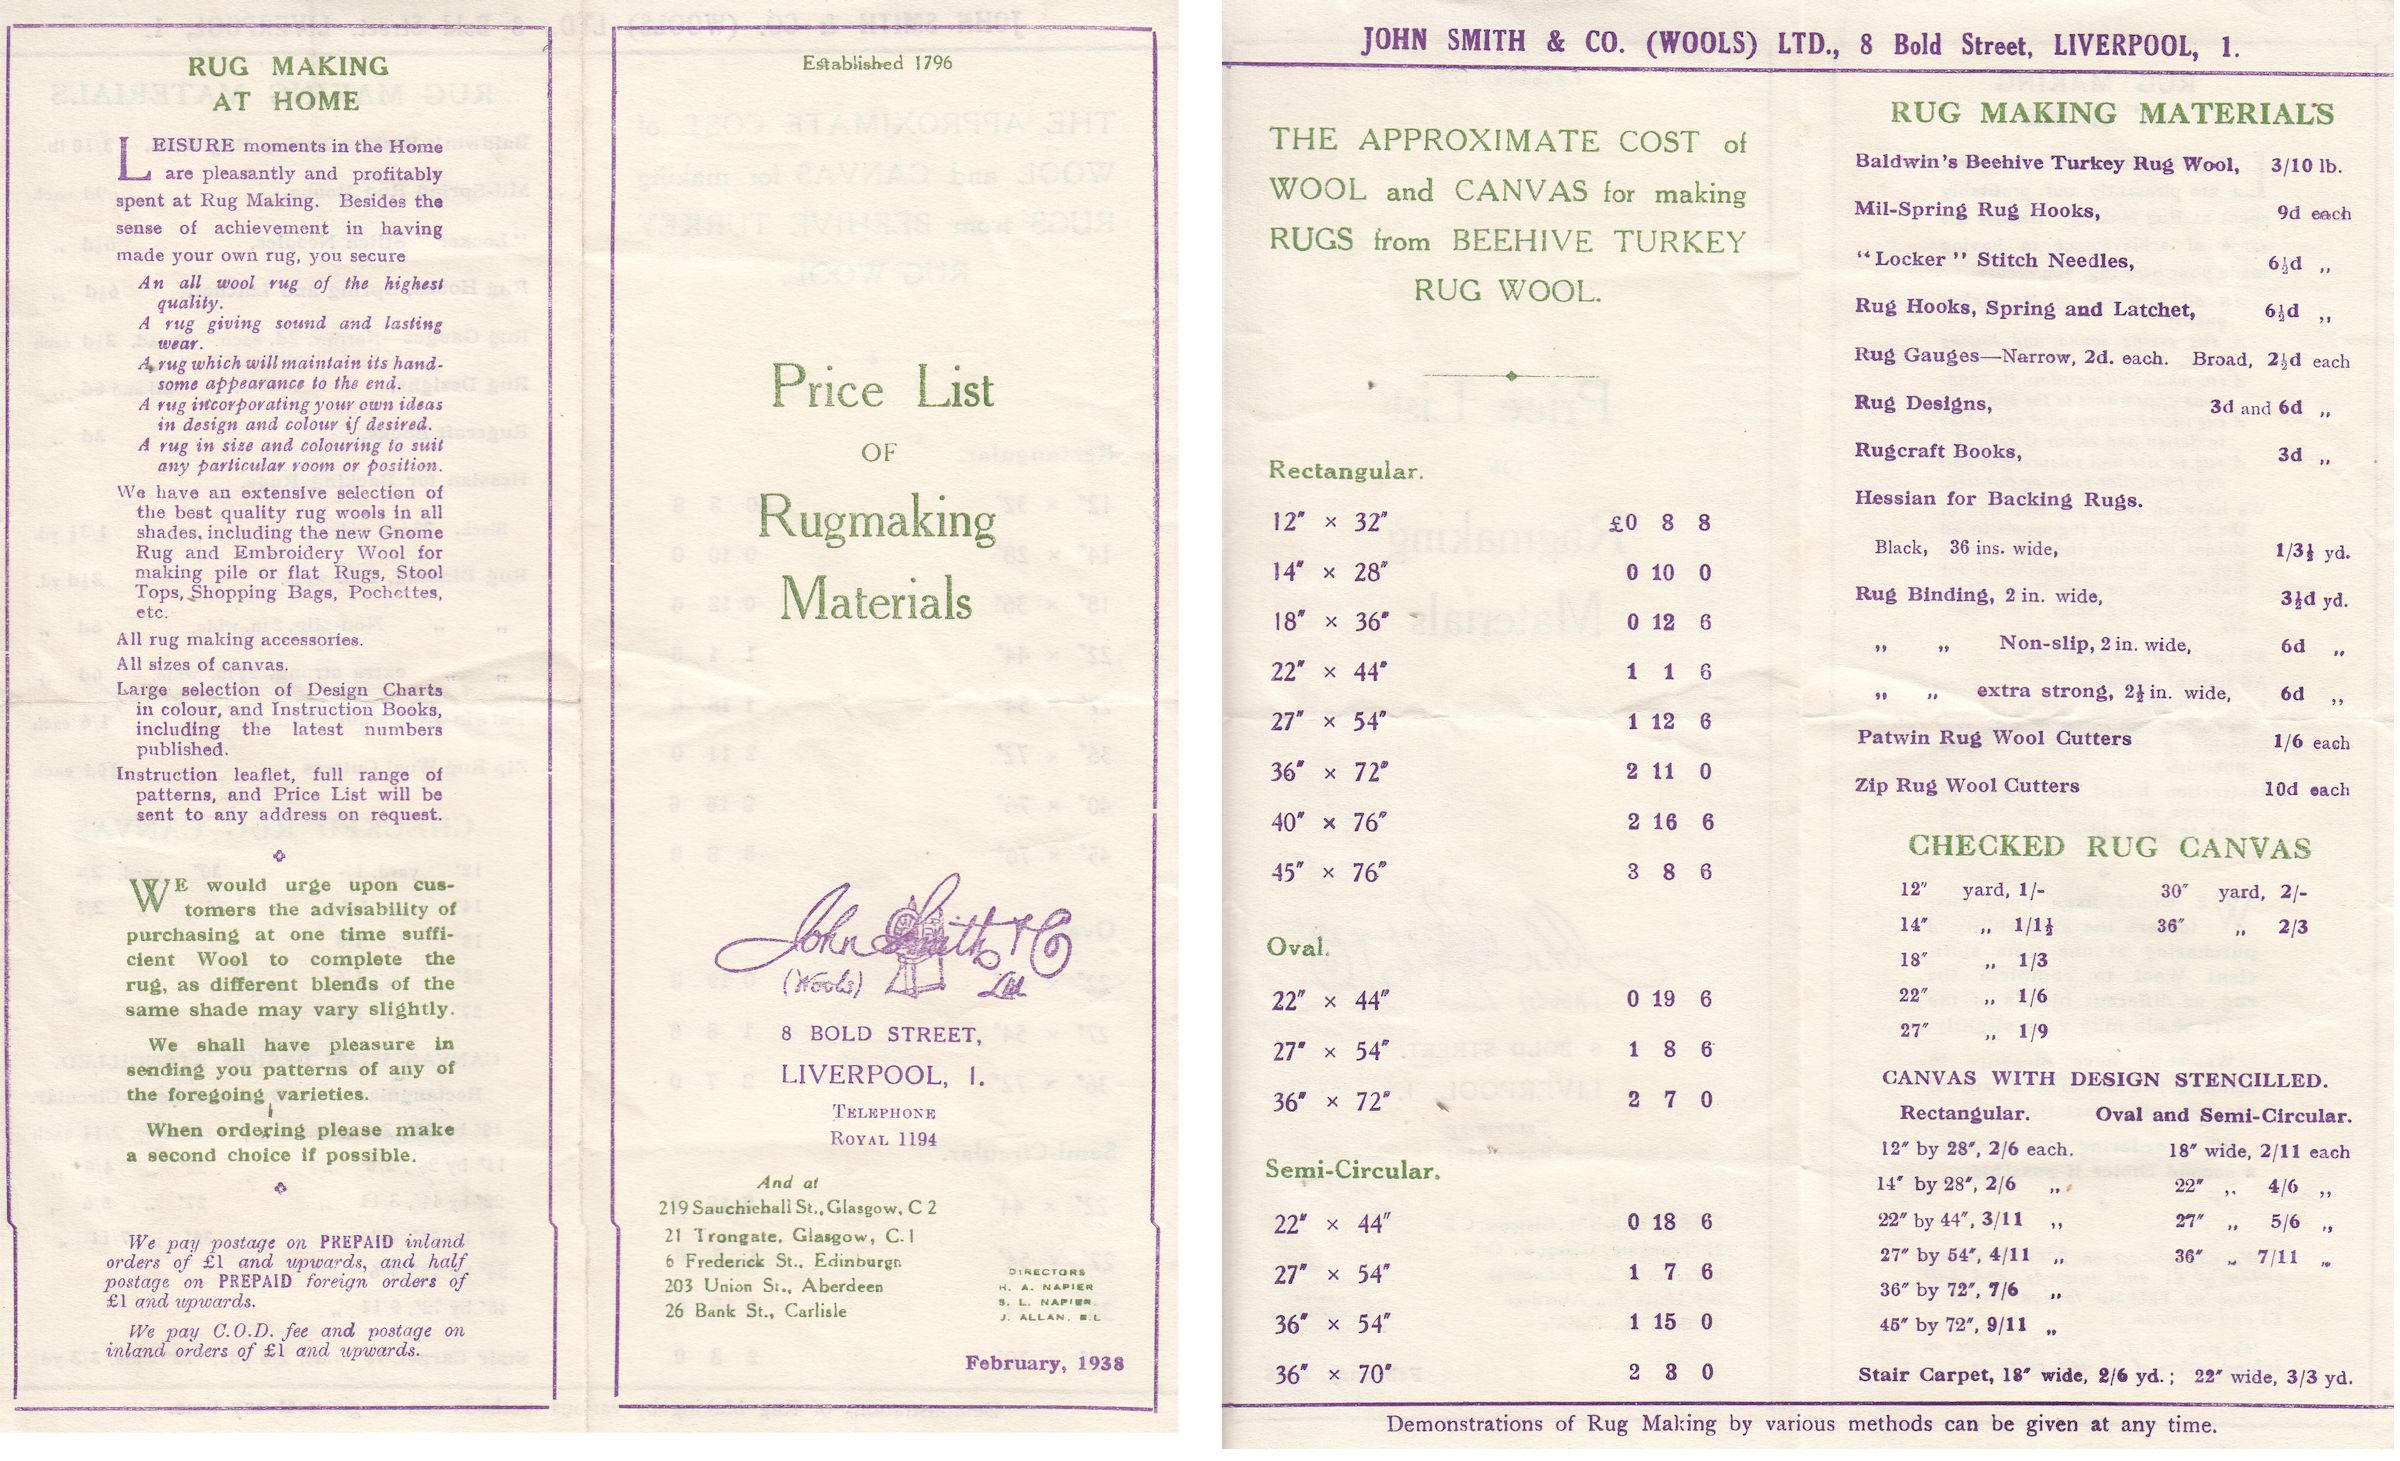 RUG MAKING
AT HOME
LEISURE moments in the Home
are pleasantly and profitably
spent at Rug Making. Besides the
sense of achievement in having
made your own rug, you secure
An all wool rug of the highest
quality.
A rug giving sound and lasting
wear.
A rug which will maintain its hand-
some appearance to the end.
A rug incorporating your own ideas
in design and colour if desired.
A rug in size and colouring to suit
any particular room or position.
We have an extensive selection of
the best quality rug wools in all
shades, including the new Gnome
Rug and Embroidery Wool for
making pile or flat Rugs, Stool
Tops, Shopping Bags, Pochettes,
etc.
All rug making accessories.
All sizes of canvas.
Large selection of Design Charts
in colour, and Instruction Books,
including the latest numbers
published.
Instruction leaflet, full range of
patterns, and Price List will be
sent to any address on request.
WE would urge upon cus-
tomers the advisability of
purchasing at one time suffi-
cient Wool to complete the
rug, as different blends of the
same shade may vary slightly.
We shall have pleasure in
sending you patterns of any of
the foregoing varieties.
When ordering please make
a second choice if possible.
We pay postage on PREPAID inland
orders of £1 and upwards, and half
postage on PREPAID foreign orders of
£1 and upwards.
We pay C.O.D. fee and postage on
inland orders of £1 and upwards.
Established 1796
Price List
OF
Rugmaking
Materials
John Smith & Co
(Wools) Ltd
8 BOLD STREET,
LIVERPOOL, 1.
TELEPHONE
ROYAL 1194
And at
219 Sauchiehall St., Glasgow, C 2
21 Trongate, Glasgow, C.1
6 Frederick St., Edinburgh
203 Union St., Aberdeen
26 Bank St., Carlisle
DIRECTORS
H. A. NAPIER
S. L. NAPIER.
J. ALLAN.
February, 1938
JOHN SMITH & CO. (WOOLS) LTD., 8 Bold Street, LIVERPOOL, 1.
THE APPROXIMATE COST of
WOOL and CANVAS for making
RUGS from BEEHIVE TURKEY
RUG WOOL.
Rectangular.
12″ × 32″ £0 8 8
14″ × 28″ 0 10 0
18″ × 36″ 0 12 6
22″ × 44″ 1 1 6
27″ × 54″ 1 12 6
36″ × 72″ 2 11 0
40″ × 76″ 2 16 6
45″ × 76″ 3 8 6
Oval.
22″ × 44″ 0 19 6
27″ × 54″ 1 8 6
36″ × 72″ 2 7 0
Semi-Circular.
22″ × 44″ 0 18 6
27″ × 54″ 1 7 6
36″ × 54″ 1 15 0
36″ × 70″ 2 3 0
RUG MAKING MATERIALS
Baldwin's Beehive Turkey Rug Wool, 3/10 lb.
Mil-Spring Rug Hooks, 9d each
“Locker” Stitch Needles, 6½d ,,
Rug Hooks, Spring and Latchet, 6½d ,,
Rug Gauges—Narrow, 2d. each. Broad, 2½d each
Rug Designs, 3d and 6d ,,
Rugcraft Books, 3d ,,
Hessian for Backing Rugs.
Black, 36 ins. wide, 1/3½ yd.
Rug Binding, 2 in. wide, 3½d yd.
,, ,, Non-slip, 2 in. wide, 6d ,,
,, ,, extra strong, 2½ in. wide, 6d ,,
Patwin Rug Wool Cutters 1/6 each
Zip Rug Wool Cutters 10d each
CHECKED RUG CANVAS
12″ yard, 1/- 30″ yard, 2/-
14″ ,, 1/1½ 36″ ,, 2/3
18″ ,, 1/3
22″ ,, 1/6
27″ ,, 1/9
CANVAS WITH DESIGN STENCILLED.
Rectangular. Oval and Semi-Circular.
12″ by 28″, 2/6 each. 18″ wide, 2/11 each
14″ by 28″, 2/6 ,, 22″ ,, 4/6 ,,
22″ by 44″, 3/11 ,, 27″ ,, 5/6 ,,
27″ by 54″, 4/11 ,, 36″ ,, 7/11 ,,
36″ by 72″, 7/6 ,,
45″ by 72″, 9/11 ,,
Stair Carpet, 18″ wide, 2/6 yd.; 22″ wide, 3/3 yd.
Demonstrations of Rug Making by various methods can be given at any time.